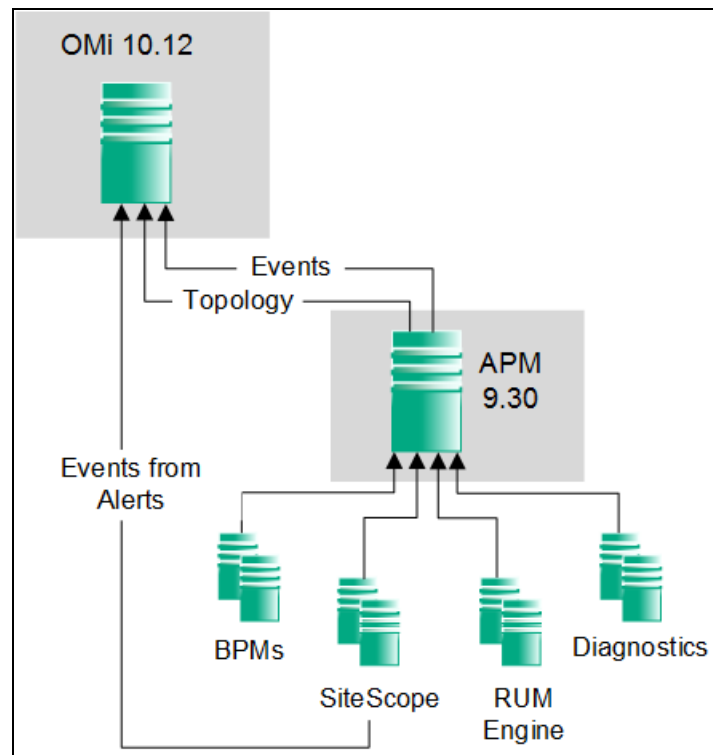 OMi 10.12
Events
Topology
APM
9.30
Events from
Alerts
BPMs
SiteScope
RUM
Engine
Diagnostics